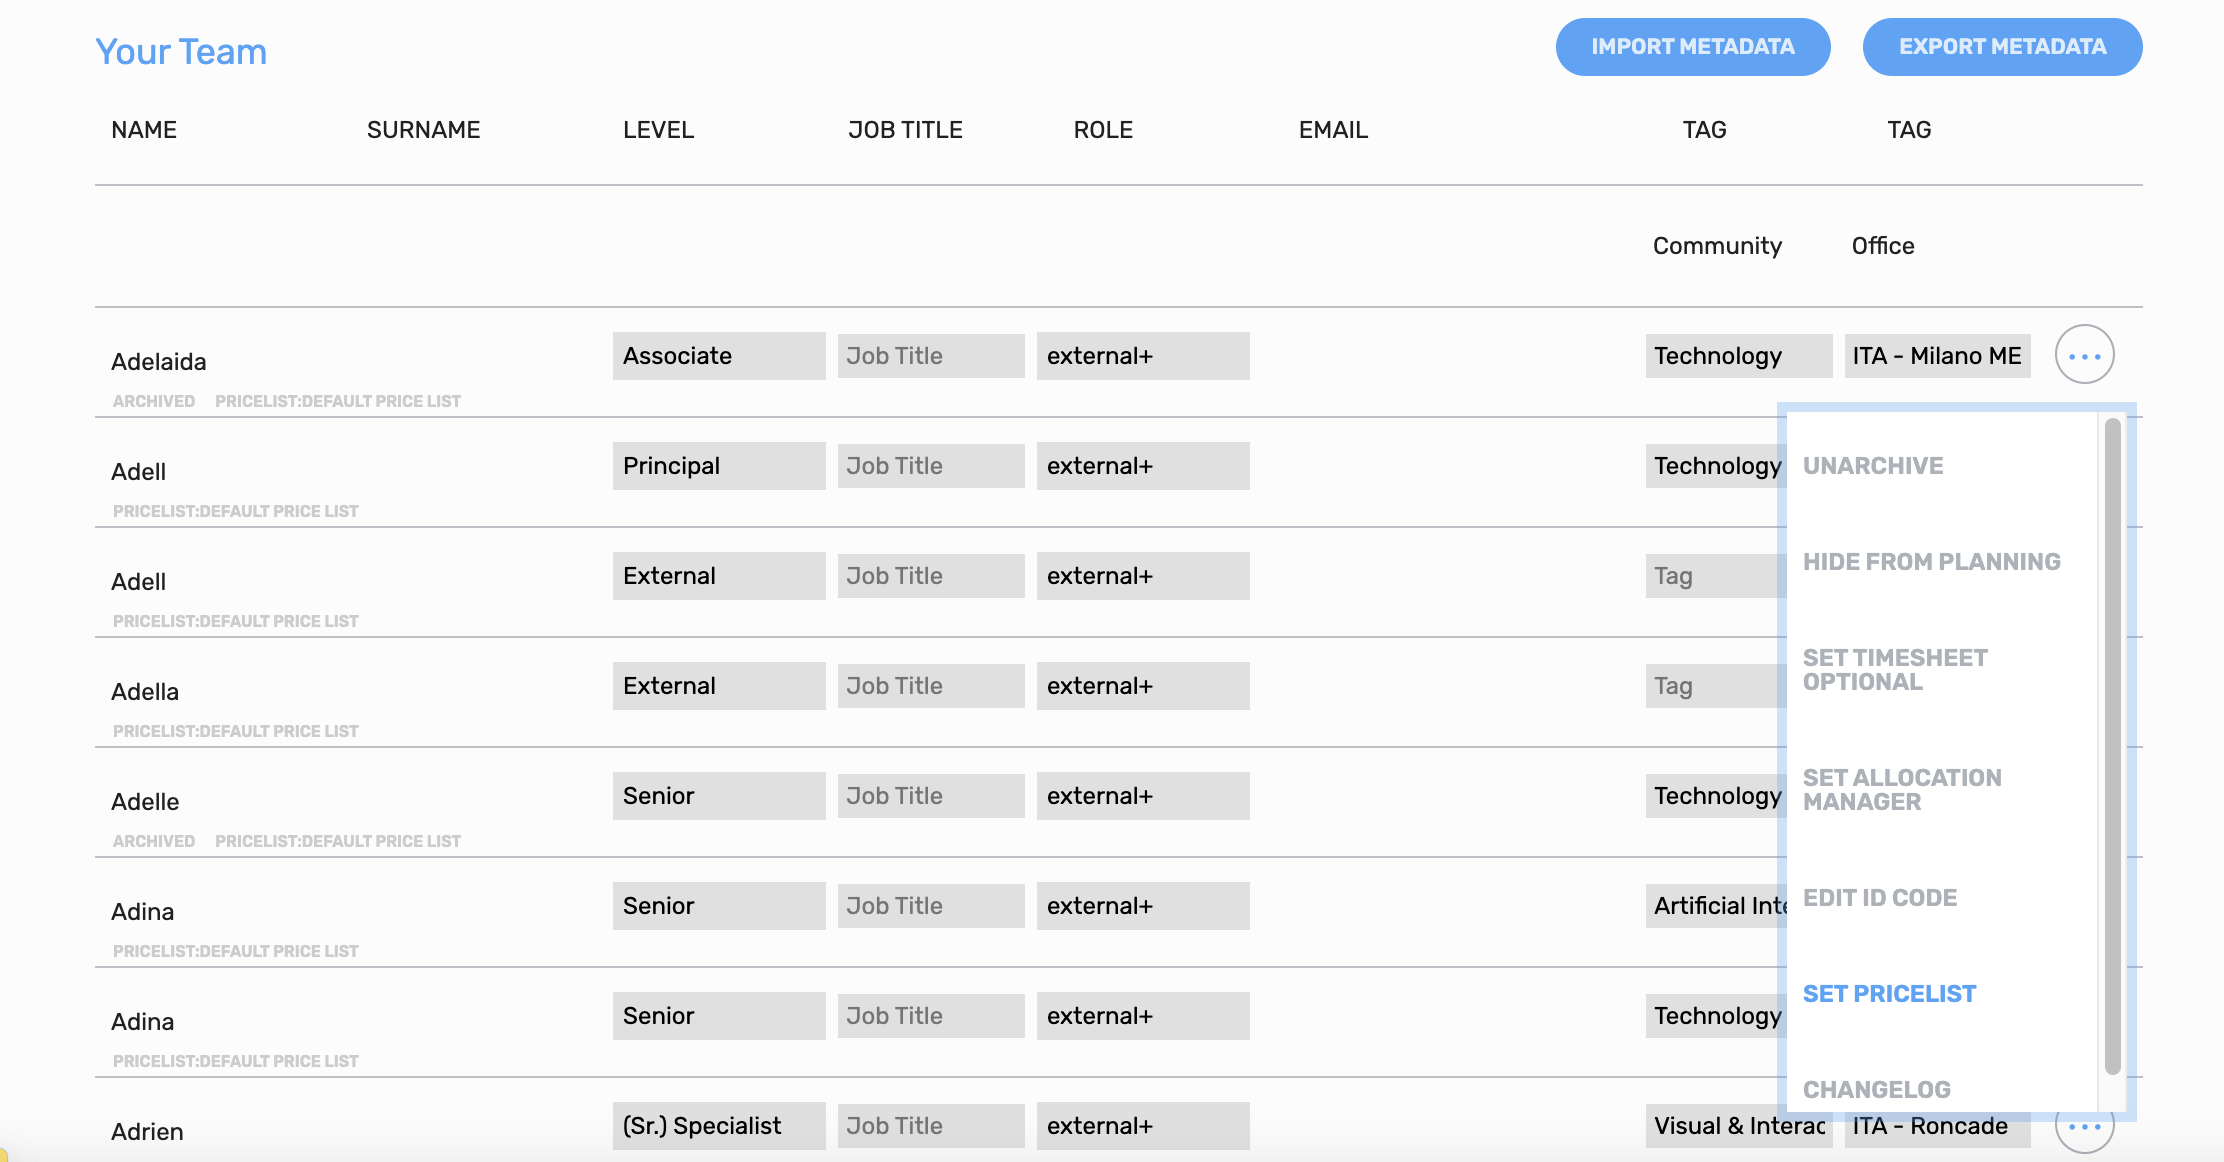 Your Team
IMPORT METADATA
EXPORT METADATA
NAME SURNAME LEVEL JOB TITLE ROLE EMAIL TAG TAG
Community Office
Adelaida Associate Job Title external+ Technology ITA - Milano ME
ARCHIVED PRICELIST:DEFAULT PRICE LIST
Adell Principal Job Title external+ Technology
PRICELIST:DEFAULT PRICE LIST
Adell External Job Title external+ Tag
PRICELIST:DEFAULT PRICE LIST
Adella External Job Title external+ Tag
PRICELIST:DEFAULT PRICE LIST
Adelle Senior Job Title external+ Technology
ARCHIVED PRICELIST:DEFAULT PRICE LIST
Adina Senior Job Title external+ Artificial Inte
PRICELIST:DEFAULT PRICE LIST
Adina Senior Job Title external+ Technology
PRICELIST:DEFAULT PRICE LIST
Adrien (Sr.) Specialist Job Title external+ Visual & Interac ITA - Roncade
UNARCHIVE
HIDE FROM PLANNING
SET TIMESHEET
OPTIONAL
SET ALLOCATION
MANAGER
EDIT ID CODE
SET PRICELIST
CHANGELOG